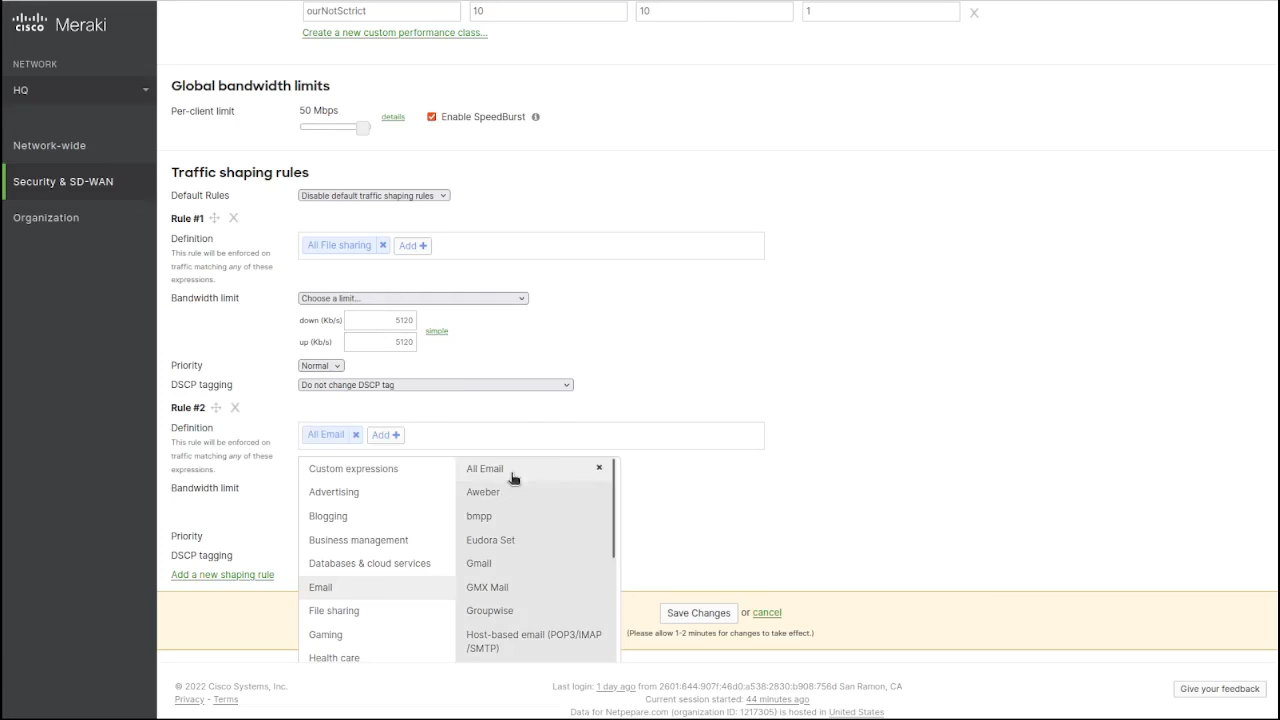 ourNotSctrict 10 10 1 X
Create a new custom performance class...
cisco Meraki
NETWORK
HQ
Network-wide
Security & SD-WAN
Organization
Global bandwidth limits
Per-client limit 50 Mbps details Enable SpeedBurst
Traffic shaping rules
Default Rules Disable default traffic shaping rules
Rule #1 X
Definition All File sharing × Add +
This rule will be enforced on
traffic matching any of these
expressions.
Bandwidth limit Choose a limit...
down (Kb/s) 5120
simple
up (Kb/s) 5120
Priority Normal
DSCP tagging Do not change DSCP tag
Rule #2 X
Definition All Email × Add +
This rule will be enforced on
traffic matching any of these
expressions.
Bandwidth limit
Priority
DSCP tagging
Add a new shaping rule
Custom expressions
Advertising
Blogging
Business management
Databases & cloud services
Email
File sharing
Gaming
Health care
All Email ×
Aweber
bmpp
Eudora Set
Gmail
GMX Mail
Groupwise
Host-based email (POP3/IMAP
/SMTP)
Save Changes or cancel
(Please allow 1-2 minutes for changes to take effect.)
© 2022 Cisco Systems, Inc.
Privacy - Terms
Last login: 1 day ago from 2601:644:907f:46d0:a538:2830:b908:756d San Ramon, CA
Current session started: 44 minutes ago
Data for Netpepare.com (organization ID: 1217305) is hosted in United States
Give your feedback